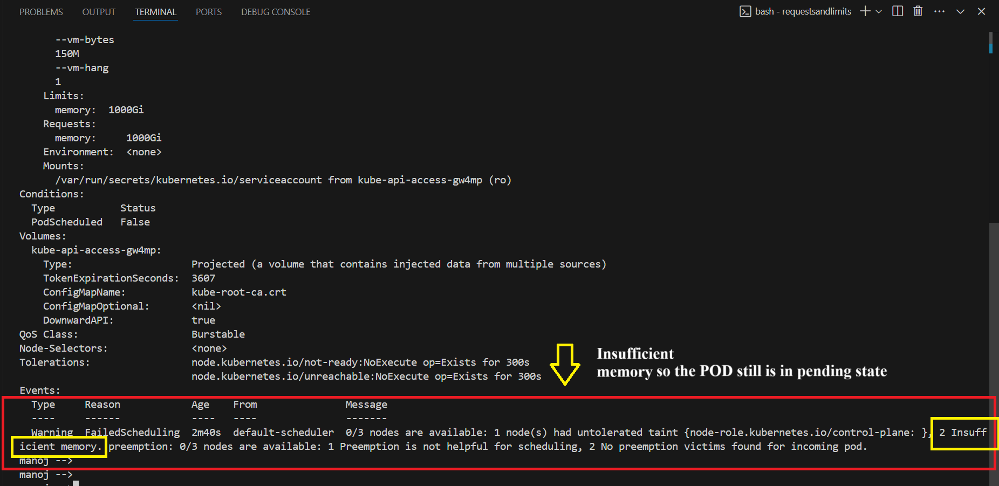 PROBLEMS OUTPUT TERMINAL PORTS DEBUG CONSOLE bash - requestsandlimits
--vm-bytes
150M
--vm-hang
1
Limits:
memory: 1000Gi
Requests:
memory: 1000Gi
Environment: <none>
Mounts:
/var/run/secrets/kubernetes.io/serviceaccount from kube-api-access-gw4mp (ro)
Conditions:
Type Status
PodScheduled False
Volumes:
kube-api-access-gw4mp:
Type: Projected (a volume that contains injected data from multiple sources)
TokenExpirationSeconds: 3607
ConfigMapName: kube-root-ca.crt
ConfigMapOptional: <nil>
DownwardAPI: true
QoS Class: Burstable
Node-Selectors: <none>
Tolerations: node.kubernetes.io/not-ready:NoExecute op=Exists for 300s
node.kubernetes.io/unreachable:NoExecute op=Exists for 300s
Insufficient
memory so the POD still is in pending state
Events:
Type Reason Age From Message
---- ------ ---- ---- -------
Warning FailedScheduling 2m40s default-scheduler 0/3 nodes are available: 1 node(s) had untolerated taint {node-role.kubernetes.io/control-plane: }, 2 Insuff
icient memory. preemption: 0/3 nodes are available: 1 Preemption is not helpful for scheduling, 2 No preemption victims found for incoming pod.
manoj -->
manoj -->